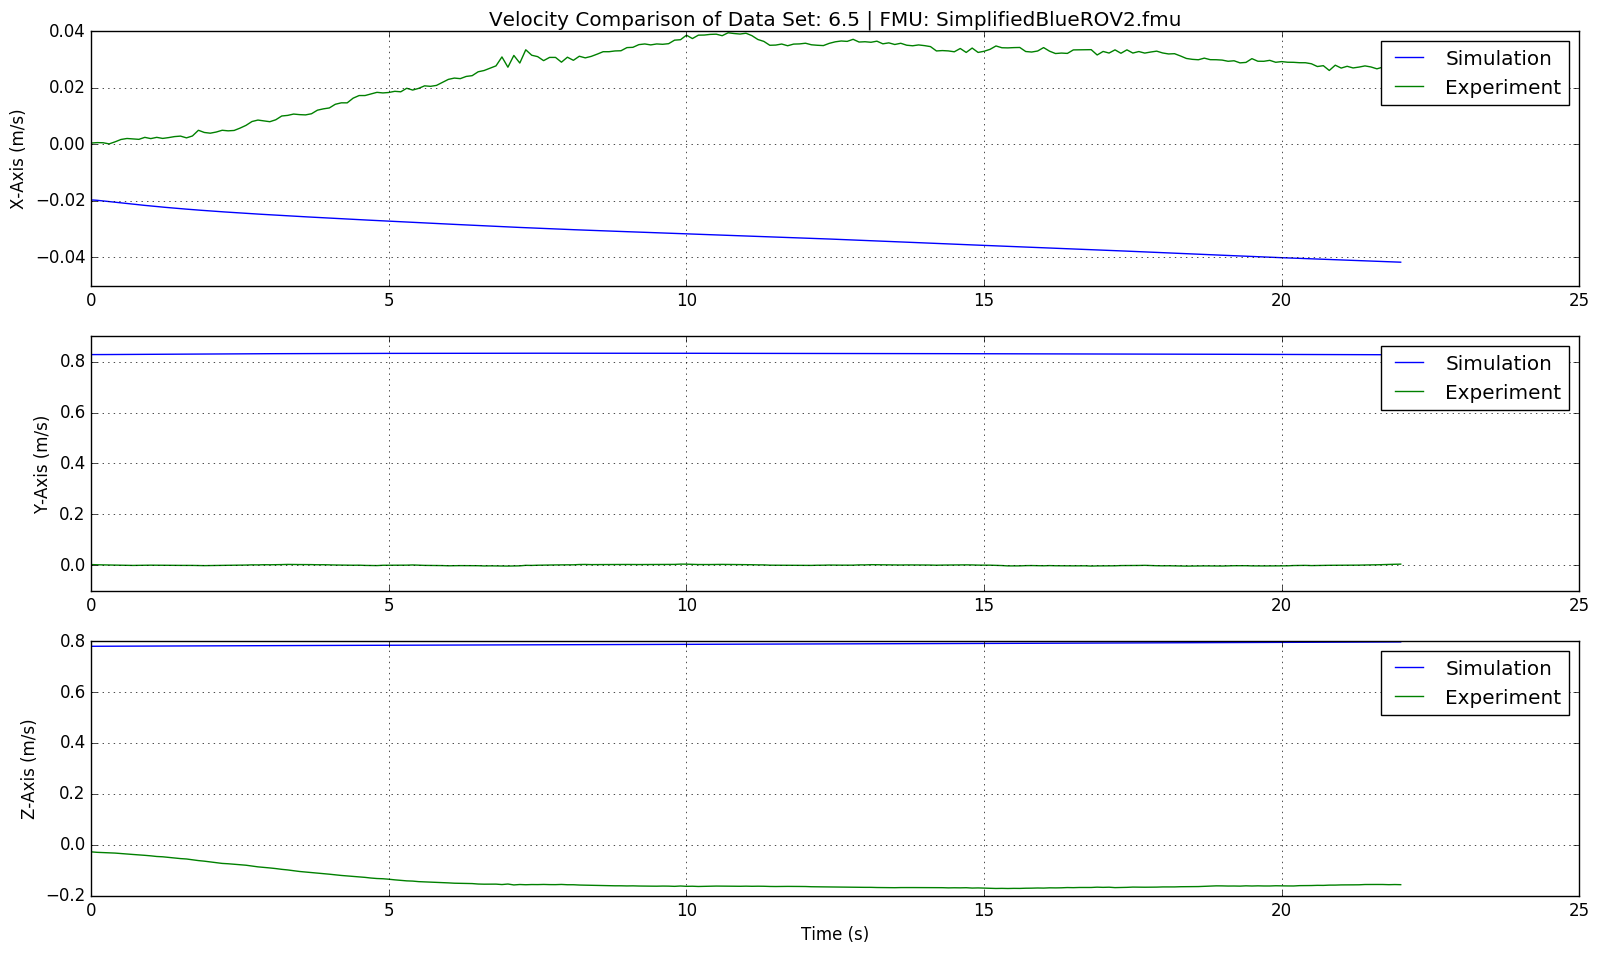 Velocity Comparison of Data Set: 6.5 | FMU: SimplifiedBlueROV2.fmu
X-Axis (m/s)
0.04
0.02
0.00
−0.02
−0.04
Simulation
Experiment
0 5 10 15 20 25
Y-Axis (m/s)
0.8
0.6
0.4
0.2
0.0
Simulation
Experiment
0 5 10 15 20 25
Z-Axis (m/s)
0.8
0.6
0.4
0.2
0.0
−0.2
Simulation
Experiment
0 5 10 15 20 25
Time (s)